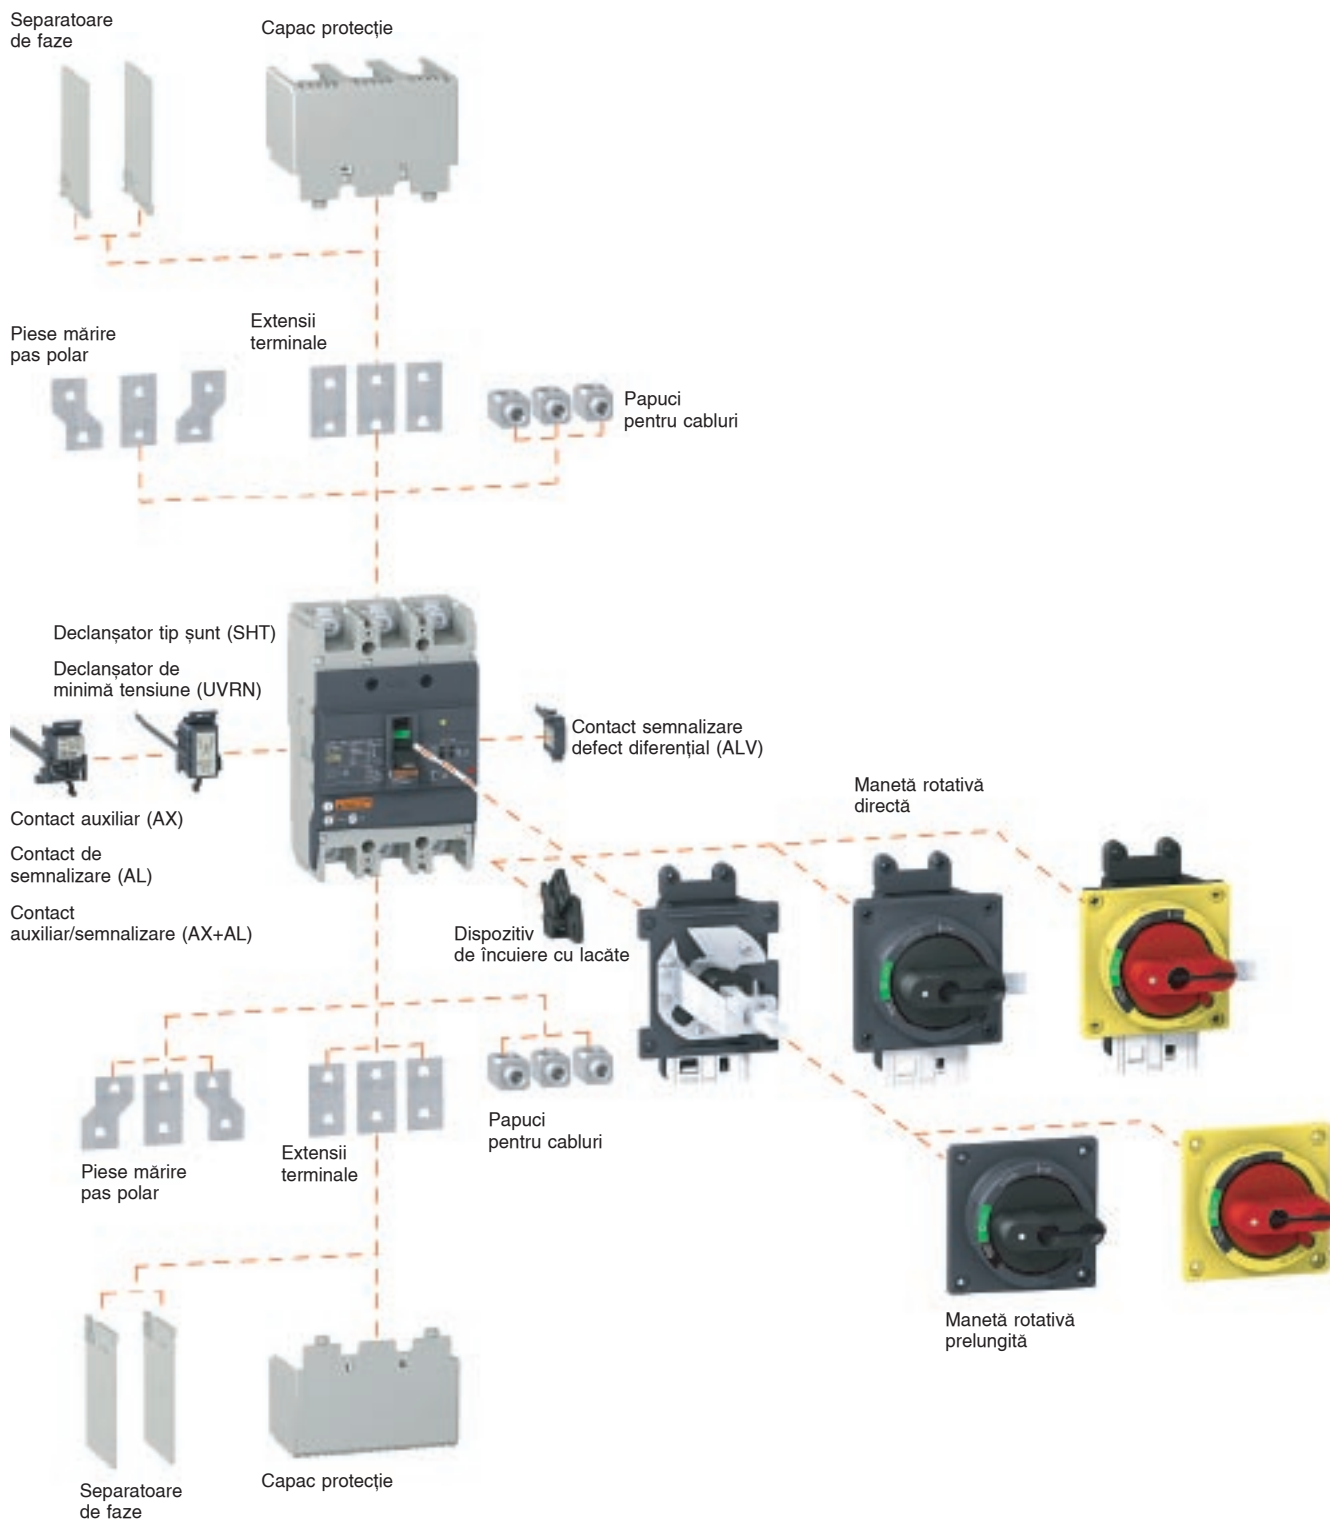 Separatoare
de faze
Capac protecție
Piese mărire
pas polar
Extensii
terminale
Papuci
pentru cabluri
Declanșator tip șunt (SHT)
Declanșator de
minimă tensiune (UVRN)
Contact semnalizare
defect diferențial (ALV)
Contact auxiliar (AX)
Contact de
semnalizare (AL)
Contact
auxiliar/semnalizare (AX+AL)
Manetă rotativă
directă
Dispozitiv
de încuiere cu lacăte
Papuci
pentru cabluri
Extensii
terminale
Piese mărire
pas polar
Manetă rotativă
prelungită
Separatoare
de faze
Capac protecție